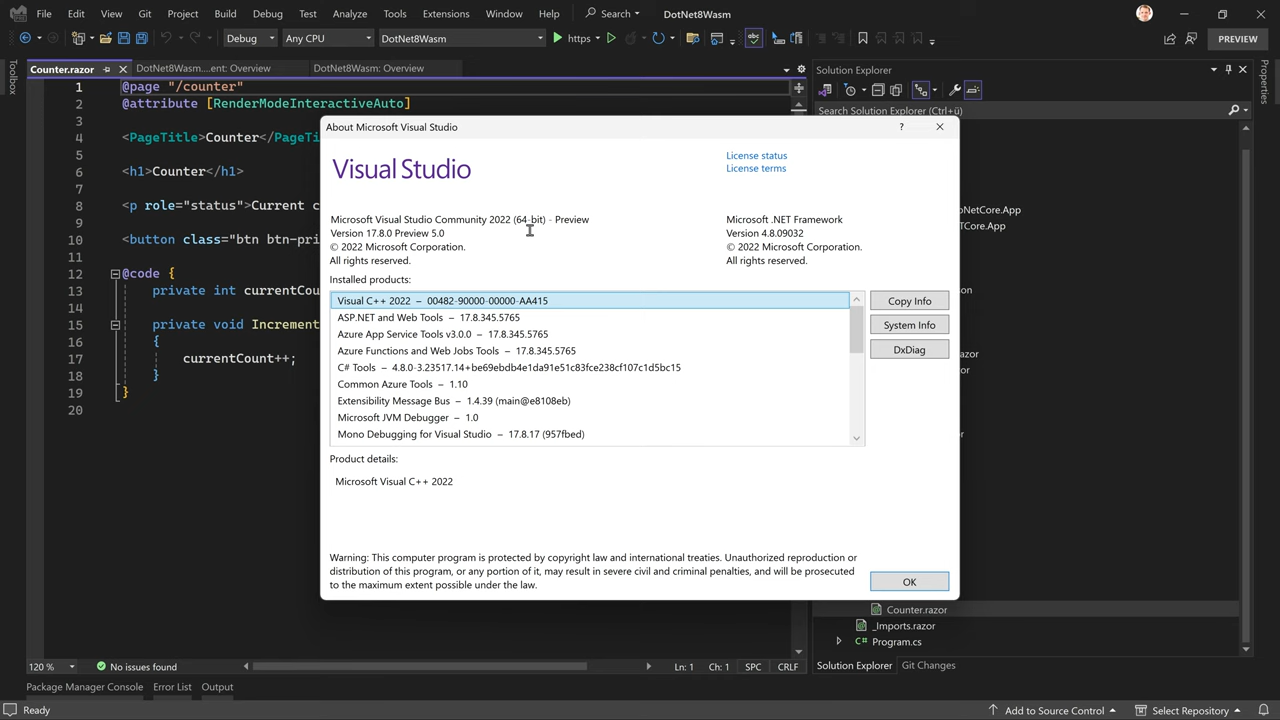 File Edit View Git Project Build Debug Test Analyze Tools Extensions Window Help Search DotNet8Wasm
Debug Any CPU DotNet8Wasm https PREVIEW
Toolbox
Counter.razor DotNet8Wasm....ent: Overview DotNet8Wasm: Overview
1 @page "/counter"
2 @attribute [RenderModeInteractiveAuto]
3
4 <PageTitle>Counter</PageTi
5
6 <h1>Counter</h1>
7
8 <p role="status">Current c
9
10 <button class="btn btn-pri
11
12 @code {
13 private int currentCou
14
15 private void Increment
16 {
17 currentCount++;
18 }
19 }
20
About Microsoft Visual Studio ?
Visual Studio
License status
License terms
Microsoft Visual Studio Community 2022 (64-bit) - Preview
Version 17.8.0 Preview 5.0
© 2022 Microsoft Corporation.
All rights reserved.
Microsoft .NET Framework
Version 4.8.09032
© 2022 Microsoft Corporation.
All rights reserved.
Installed products:
Visual C++ 2022 – 00482-90000-00000-AA415
ASP.NET and Web Tools – 17.8.345.5765
Azure App Service Tools v3.0.0 – 17.8.345.5765
Azure Functions and Web Jobs Tools – 17.8.345.5765
C# Tools – 4.8.0-3.23517.14+be69ebdb4e1da91e51c83fce238cf107c1d5bc15
Common Azure Tools – 1.10
Extensibility Message Bus – 1.4.39 (main@e8108eb)
Microsoft JVM Debugger – 1.0
Mono Debugging for Visual Studio – 17.8.17 (957fbed)
Copy Info
System Info
DxDiag
Product details:
Microsoft Visual C++ 2022
Warning: This computer program is protected by copyright law and international treaties. Unauthorized reproduction or
distribution of this program, or any portion of it, may result in severe civil and criminal penalties, and will be prosecuted
to the maximum extent possible under the law.
OK
Solution Explorer
Search Solution Explorer (Ctrl+ü)
oNetCore.App
TCore.App
on
azor
azor
or
Counter.razor
_Imports.razor
C# Program.cs
Solution Explorer Git Changes
Properties
120 % No issues found Ln: 1 Ch: 1 SPC CRLF
Package Manager Console Error List Output
Ready Add to Source Control Select Repository